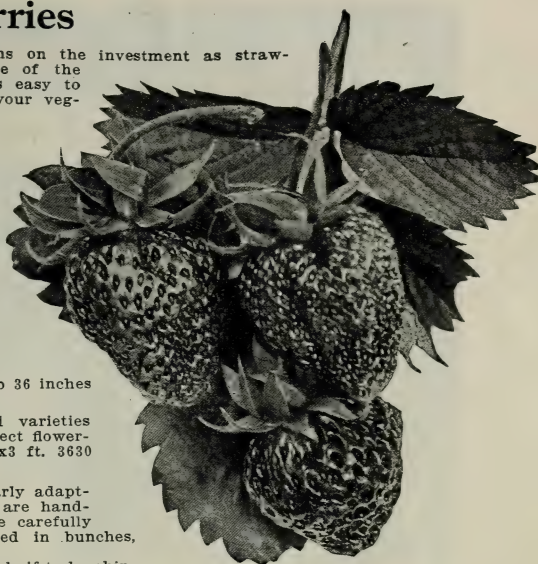 rries
ns on the investment as straw-
e of the
s easy to
your veg-
o 36 inches
l varieties
ect flower-
x3 ft. 3630
arly adapt-
are hand-
e carefully
ed in bunches,